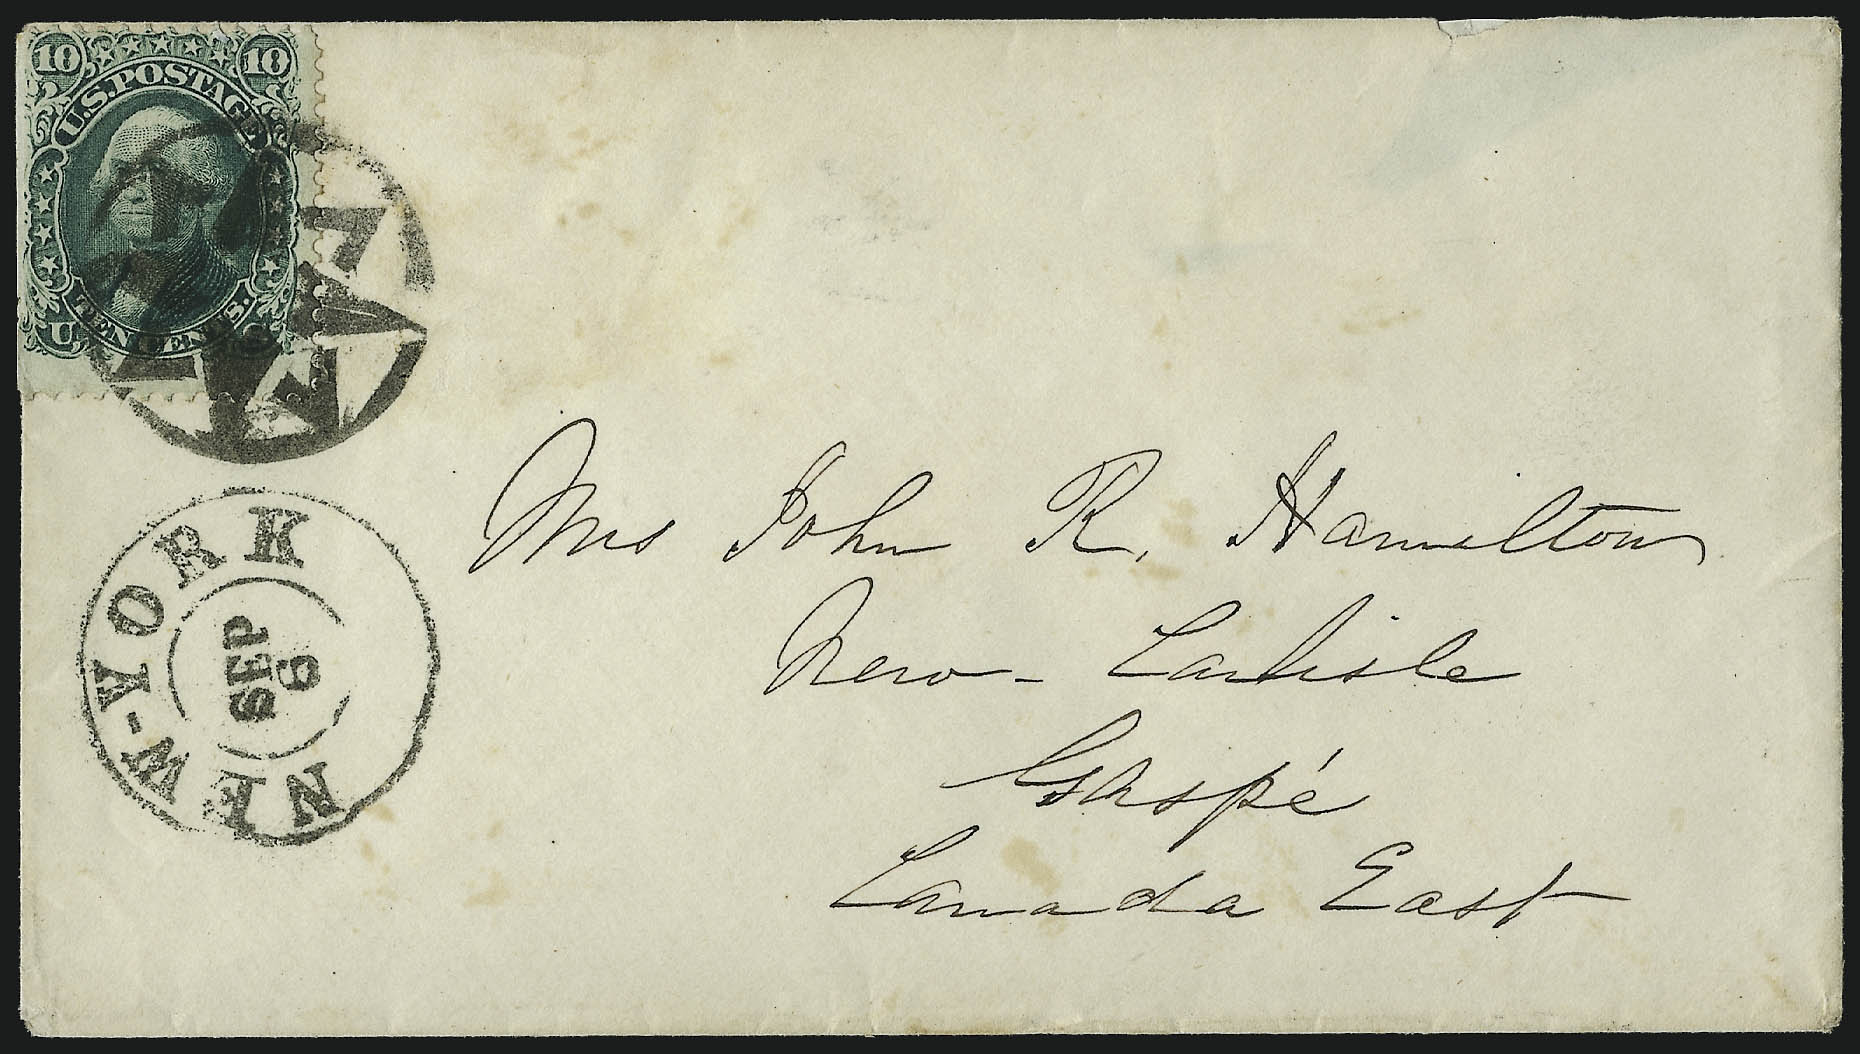 10 10
U.S.POSTAGE
TEN CENTS.
U S
NEW-YORK
SEP
6
Mrs John R. Hamilton
New-Carlisle
Gaspé
Canada East